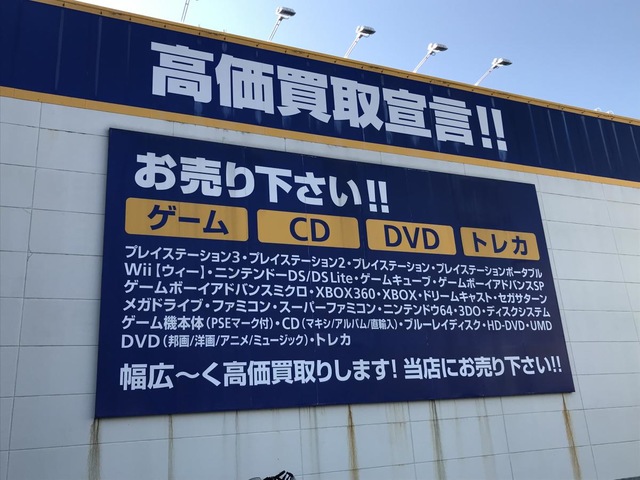 高価買取宣言!!
お売り下さい!!
ゲーム CD DVD トレカ
プレイステーション3・プレイステーション2・プレイステーション・プレイステーションポータブル
Wii【ウィー】・ニンテンドーDS/DS Lite・ゲームキューブ・ゲームボーイアドバンスSP
ゲームボーイアドバンスミクロ・XBOX360・XBOX・ドリームキャスト・セガサターン
メガドライブ・ファミコン・スーパーファミコン・ニンテンドウ64・3DO・ディスクシステム
ゲーム機本体(PSEマーク付)・CD(マキシ/アルバム/直輸入)・ブルーレイディスク・HD-DVD・UMD
DVD(邦画/洋画/アニメ/ミュージック)・トレカ
幅広〜く高価買取りします!当店にお売り下さい!!